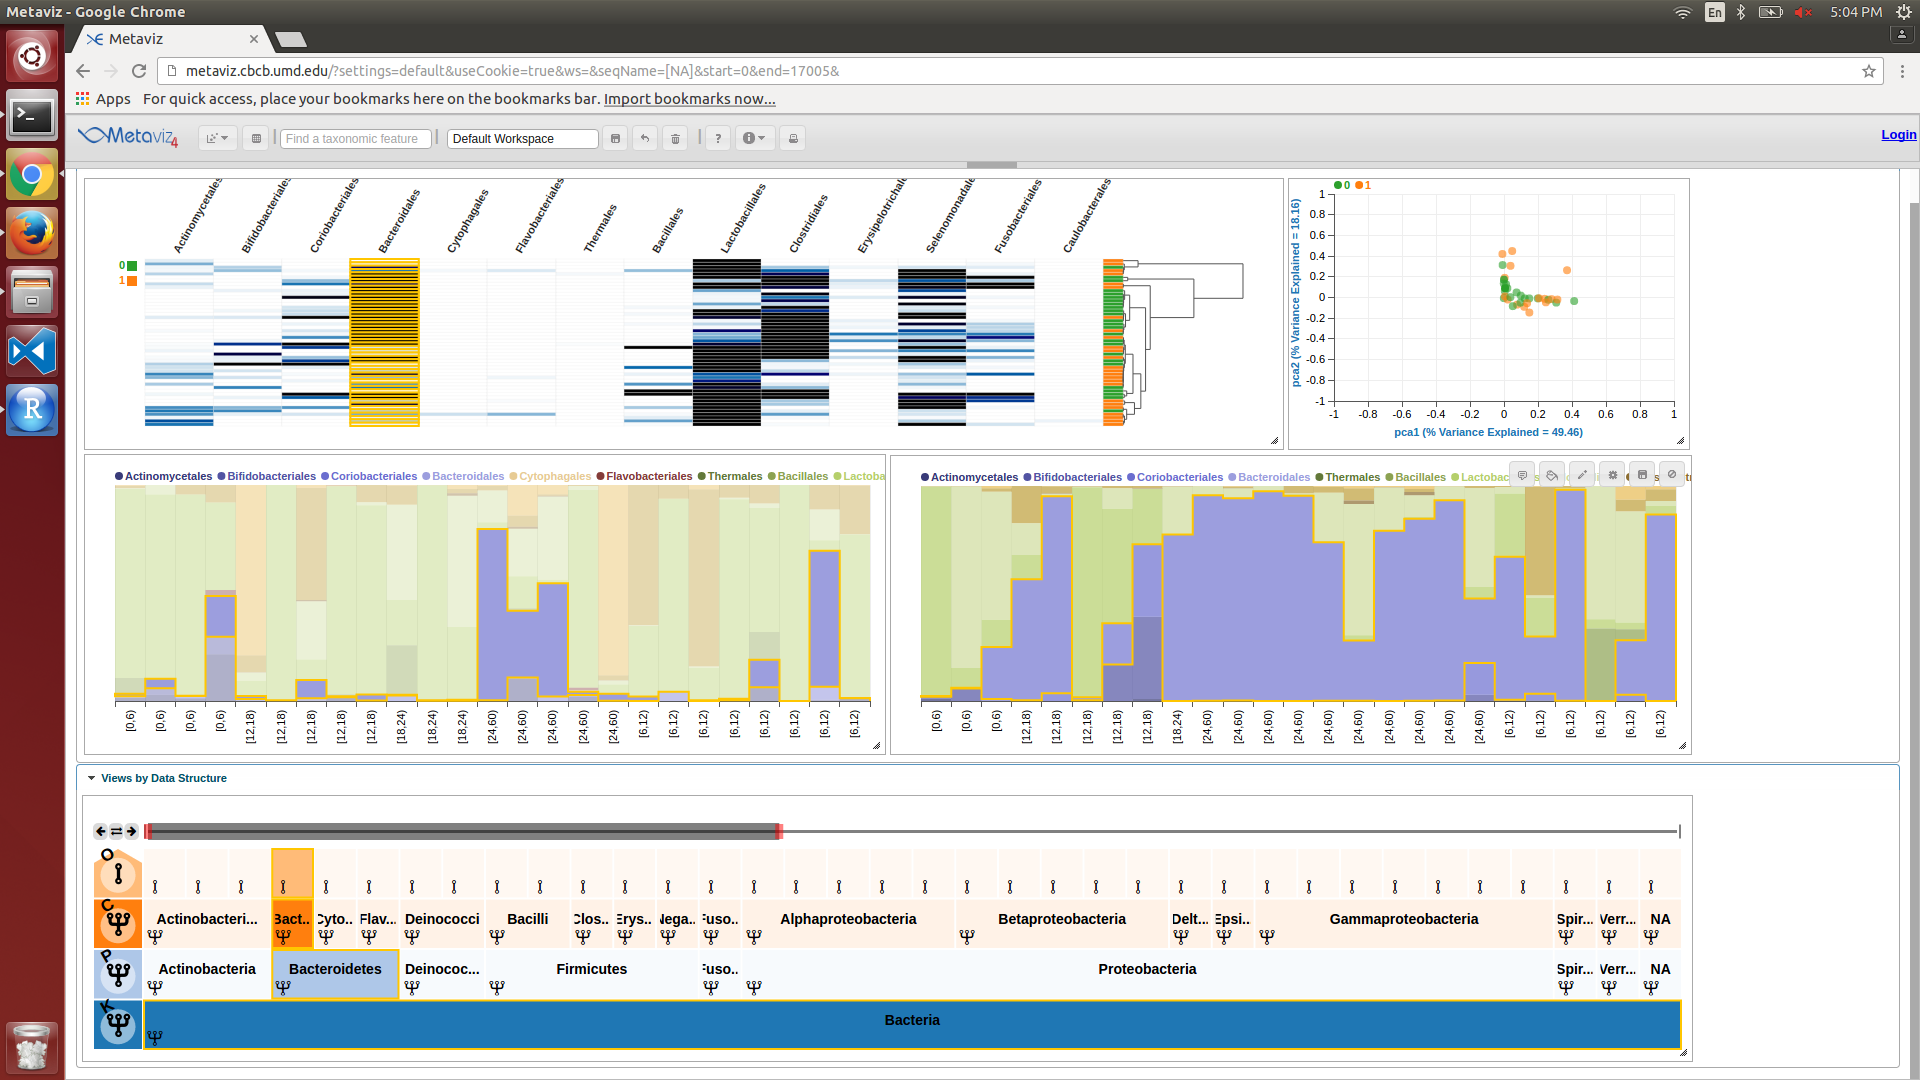 Metaviz - Google Chrome
En
5:04 PM
Metaviz
metaviz.cbcb.umd.edu/?settings=default&useCookie=true&ws=&seqName=[NA]&start=0&end=17005&
Apps For quick access, place your bookmarks here on the bookmarks bar. Import bookmarks now...
Metaviz 4
Find a taxonomic feature
Default Workspace
?
Login
Actinomycetales Bifidobacteriales Coriobacteriales Bacteroidales Cytophagales Flavobacteriales Thermales Bacillales Lactobacillales Clostridiales Erysipelotrichale Selenomonadale Fusobacteriales Caulobacterales
0
1
0 1
pca2 (% Variance Explained = 18.16)
1
0.8
0.6
0.4
0.2
0
-0.2
-0.4
-0.6
-0.8
-1
-1 -0.8 -0.6 -0.4 -0.2 0 0.2 0.4 0.6 0.8 1
pca1 (% Variance Explained = 49.46)
Actinomycetales Bifidobacteriales Coriobacteriales Bacteroidales Cytophagales Flavobacteriales Thermales Bacillales Lactoba
[0,6) [0,6) [0,6) [0,6) [12,18) [12,18) [12,18) [12,18) [12,18) [18,24) [18,24) [18,24) [24,60) [24,60) [24,60) [24,60) [24,60) [6,12) [6,12) [6,12) [6,12) [6,12) [6,12) [6,12) [6,12)
Actinomycetales Bifidobacteriales Coriobacteriales Bacteroidales Thermales Bacillales Lactobac
[0,6) [0,6) [0,6) [12,18) [12,18) [12,18) [12,18) [12,18) [18,24) [24,60) [24,60) [24,60) [24,60) [24,60) [24,60) [24,60) [24,60) [24,60) [24,60) [6,12) [6,12) [6,12) [6,12) [6,12) [6,12)
Views by Data Structure
O
C
Actinobacteri... Bact.. Cyto.. Flav... Deinococci Bacilli Clos.. Erys.. Nega.. Fuso.. Alphaproteobacteria Betaproteobacteria Delt.. Epsi.. Gammaproteobacteria Spir... Verr... NA
P
Actinobacteria Bacteroidetes Deinococ... Firmicutes Fuso.. Proteobacteria Spir... Verr... NA
K
Bacteria